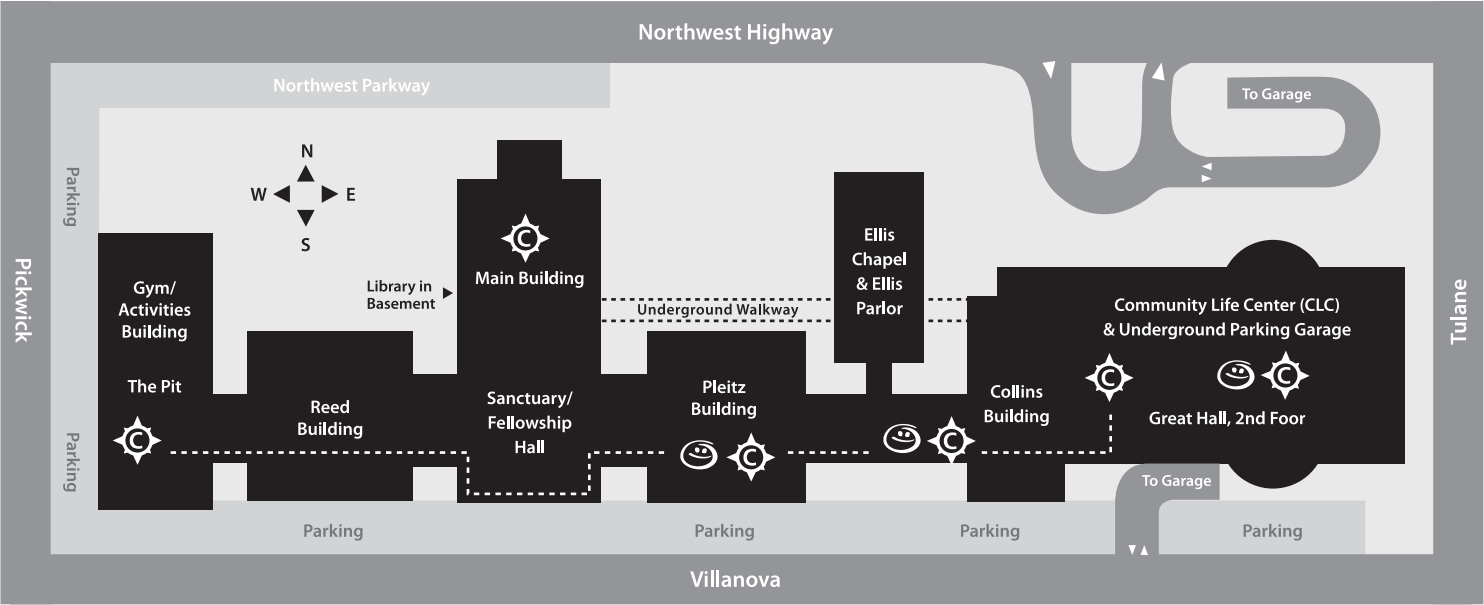 Northwest Highway
Northwest Parkway
To Garage
N
W E
S
Parking
Pickwick
Tulane
C
Main Building
Library in
Basement
Gym/
Activities
Building
The Pit
C
Reed
Building
Sanctuary/
Fellowship
Hall
Underground Walkway
Ellis
Chapel
& Ellis
Parlor
Pleitz
Building
C
C
Collins
Building
Community Life Center (CLC)
& Underground Parking Garage
C
C
Great Hall, 2nd Foor
Parking
To Garage
Parking
Parking
Parking
Parking
Villanova